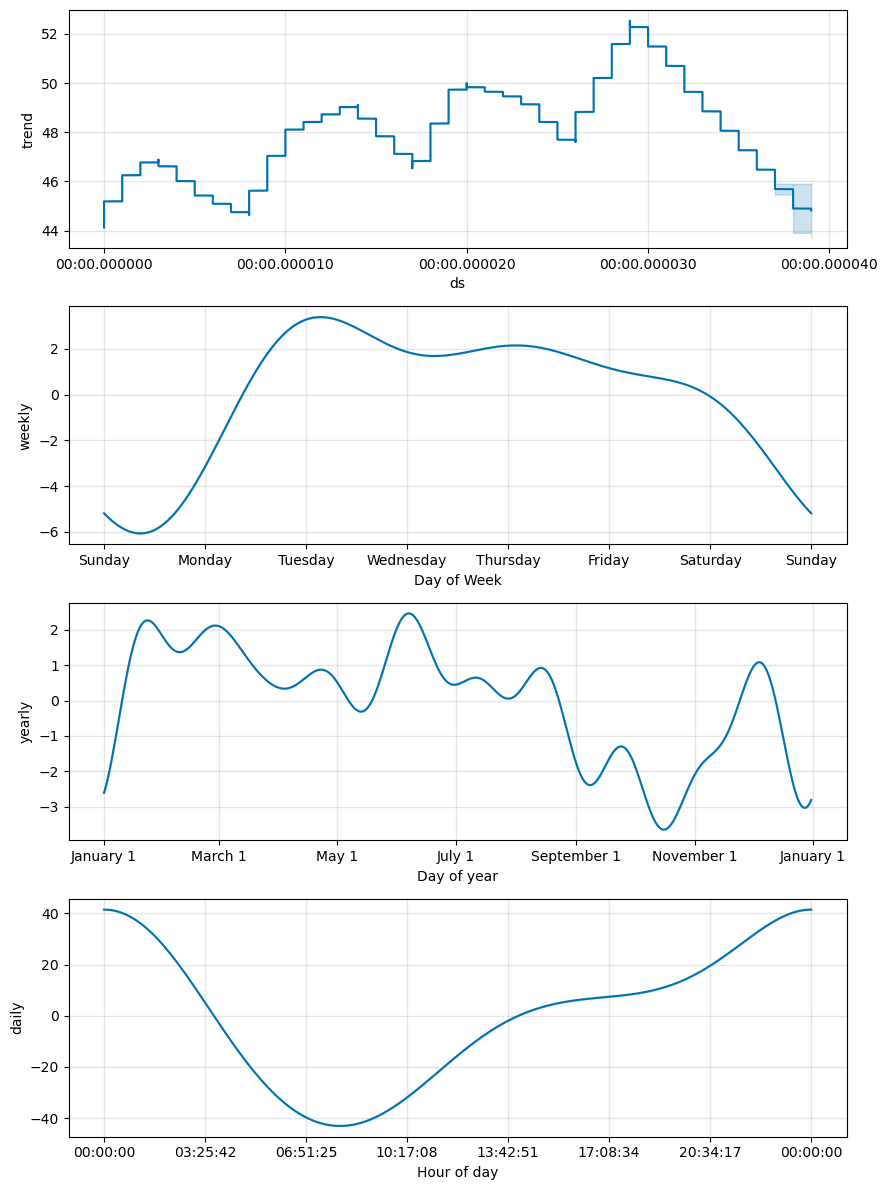 52
50
48
46
44
trend
00:00.000000 00:00.000010 00:00.000020 00:00.000030 00:00.000040
ds
2
0
−2
−4
−6
weekly
Sunday Monday Tuesday Wednesday Thursday Friday Saturday Sunday
Day of Week
2
1
0
−1
−2
−3
yearly
January 1 March 1 May 1 July 1 September 1 November 1 January 1
Day of year
40
20
0
−20
−40
daily
00:00:00 03:25:42 06:51:25 10:17:08 13:42:51 17:08:34 20:34:17 00:00:00
Hour of day